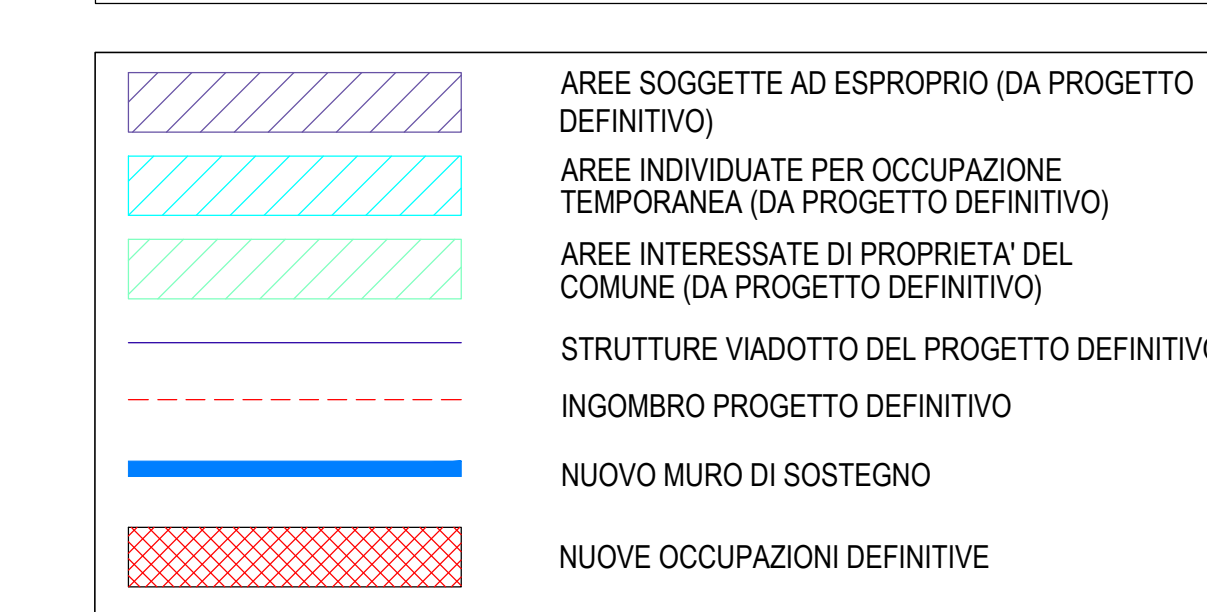 AREE SOGGETTE AD ESPROPRIO (DA PROGETTO
DEFINITIVO)
AREE INDIVIDUATE PER OCCUPAZIONE
TEMPORANEA (DA PROGETTO DEFINITIVO)
AREE INTERESSATE DI PROPRIETA' DEL
COMUNE (DA PROGETTO DEFINITIVO)
STRUTTURE VIADOTTO DEL PROGETTO DEFINITIVO
INGOMBRO PROGETTO DEFINITIVO
NUOVO MURO DI SOSTEGNO
NUOVE OCCUPAZIONI DEFINITIVE